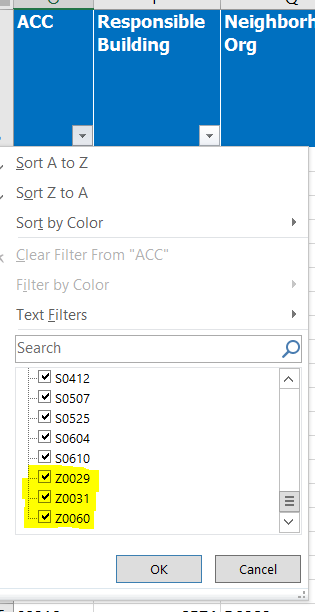 ACC
Responsible
Building
Org
Sort A to Z
Sort Z to A
Sort by Color
Clear Filter From "ACC"
Filter by Color
Text Filters
Search
S0412
S0507
S0525
S0604
S0610
Z0029
Z0031
Z0060
OK
Cancel